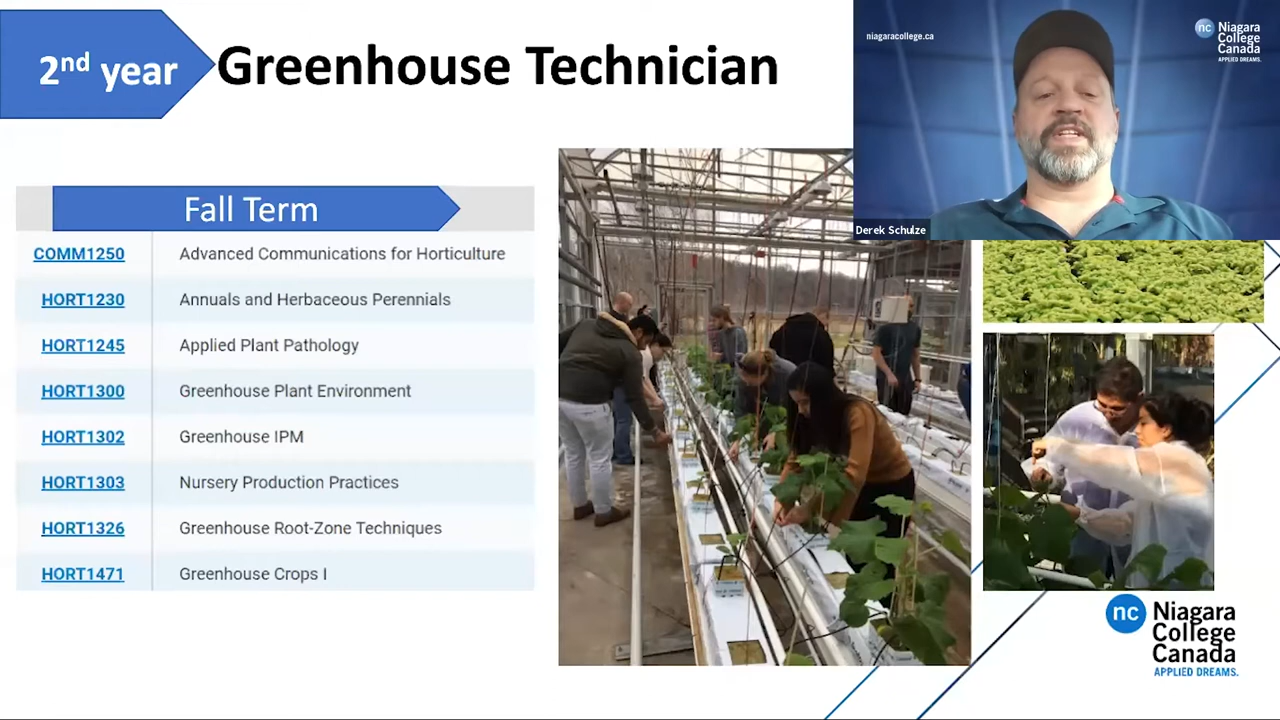 2nd year
Greenhouse Technician
niagaracollege.ca
nc
Niagara
College
Canada
APPLIED DREAMS.
Derek Schulze
Fall Term
COMM1250 Advanced Communications for Horticulture
HORT1230 Annuals and Herbaceous Perennials
HORT1245 Applied Plant Pathology
HORT1300 Greenhouse Plant Environment
HORT1302 Greenhouse IPM
HORT1303 Nursery Production Practices
HORT1326 Greenhouse Root-Zone Techniques
HORT1471 Greenhouse Crops I
nc
Niagara
College
Canada
APPLIED DREAMS.